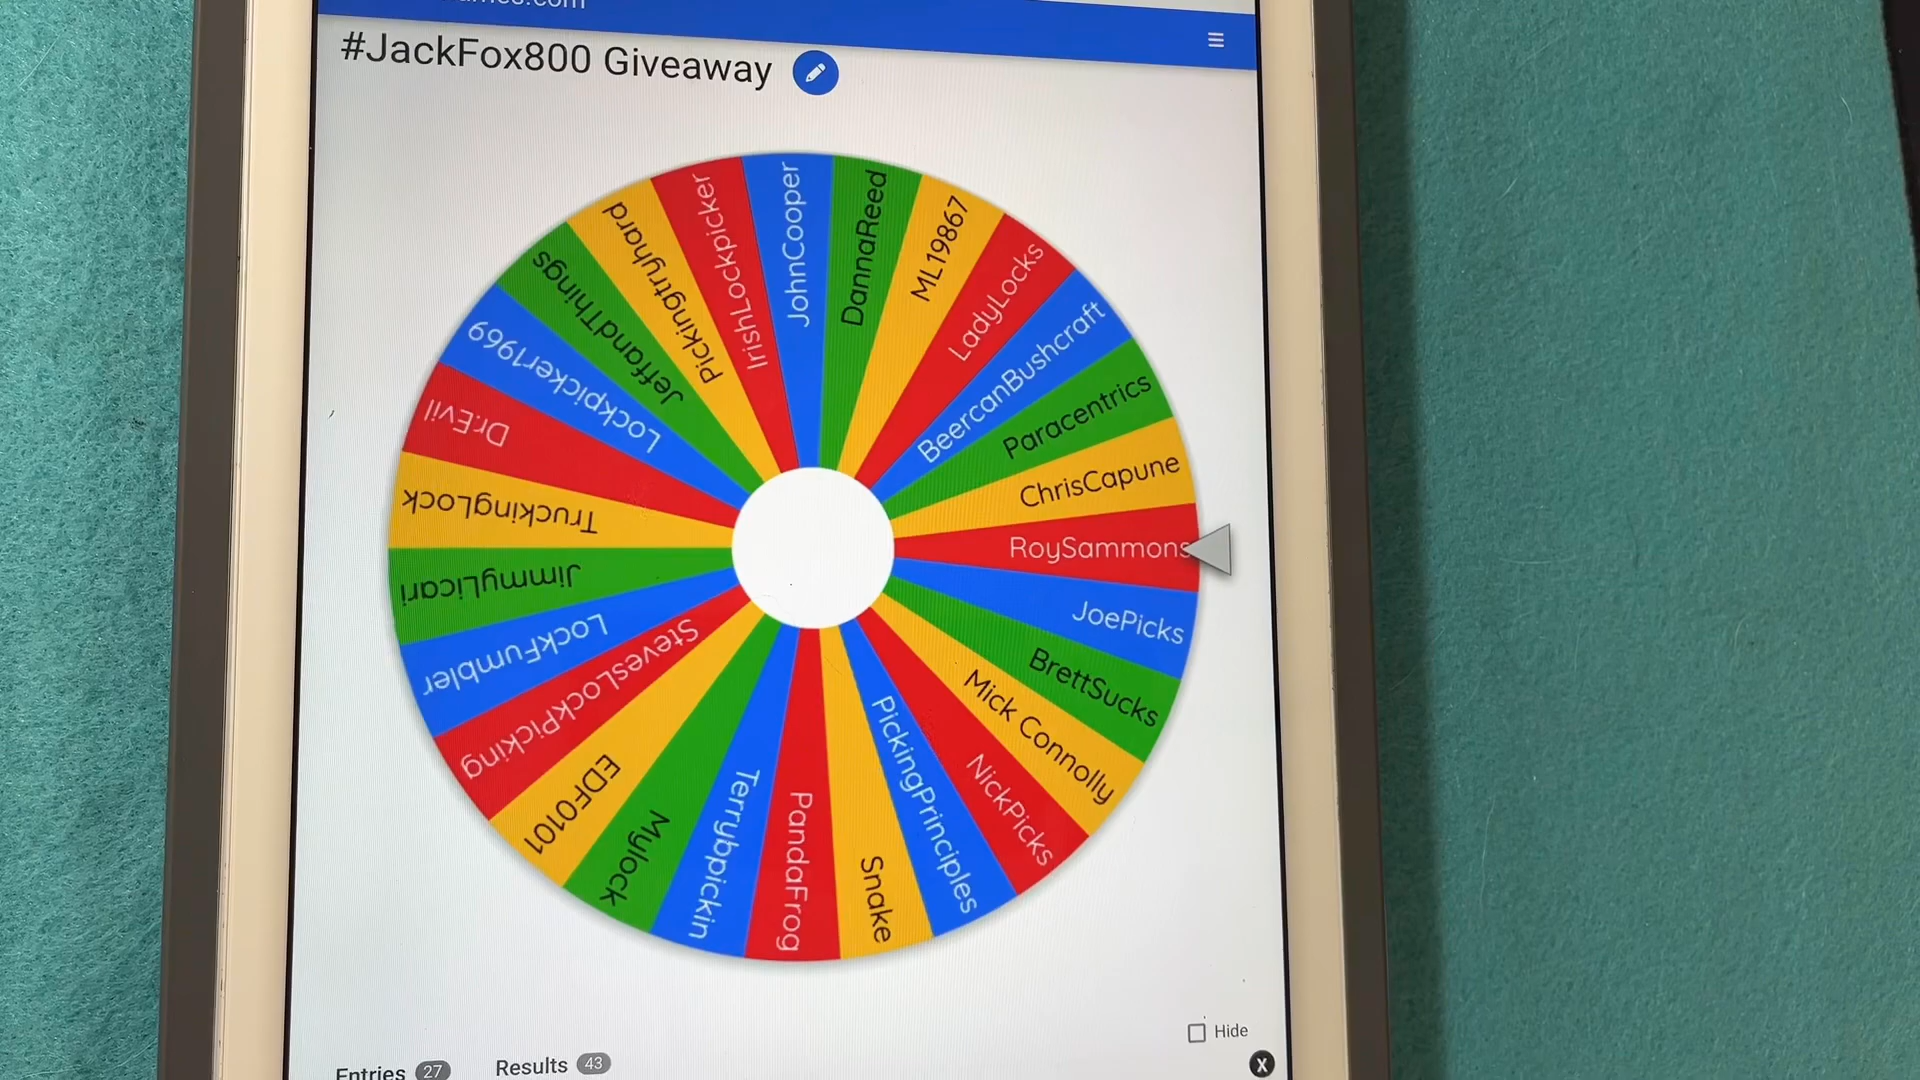 #JackFox800 Giveaway
JohnCooper
DannaReed
ML19867
LadyLocks
BeercanBushcraft
Paracentrics
ChrisCapune
RoySammons
JoePicks
BrettSucks
Mick Connolly
NickPicks
PickingPrinciples
Snake
PandaFrog
Terrybpickin
Mylock
EDF0101
StevesLockPicking
LockFumbler
JimmyLicari
TruckingLock
Dr.Evil
Lockpicker1969
JeffandThings
Pickingtryhard
IrishLockpicker
Hide
Entries 27
Results 43
X